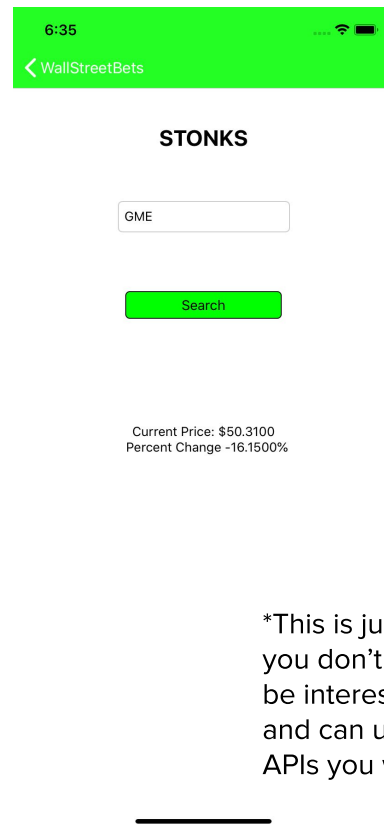 6:35
WallStreetBets
STONKS
GME
Search
Current Price: $50.3100
Percent Change -16.1500%
*This is ju
you don’t
be interes
and can u
APIs you